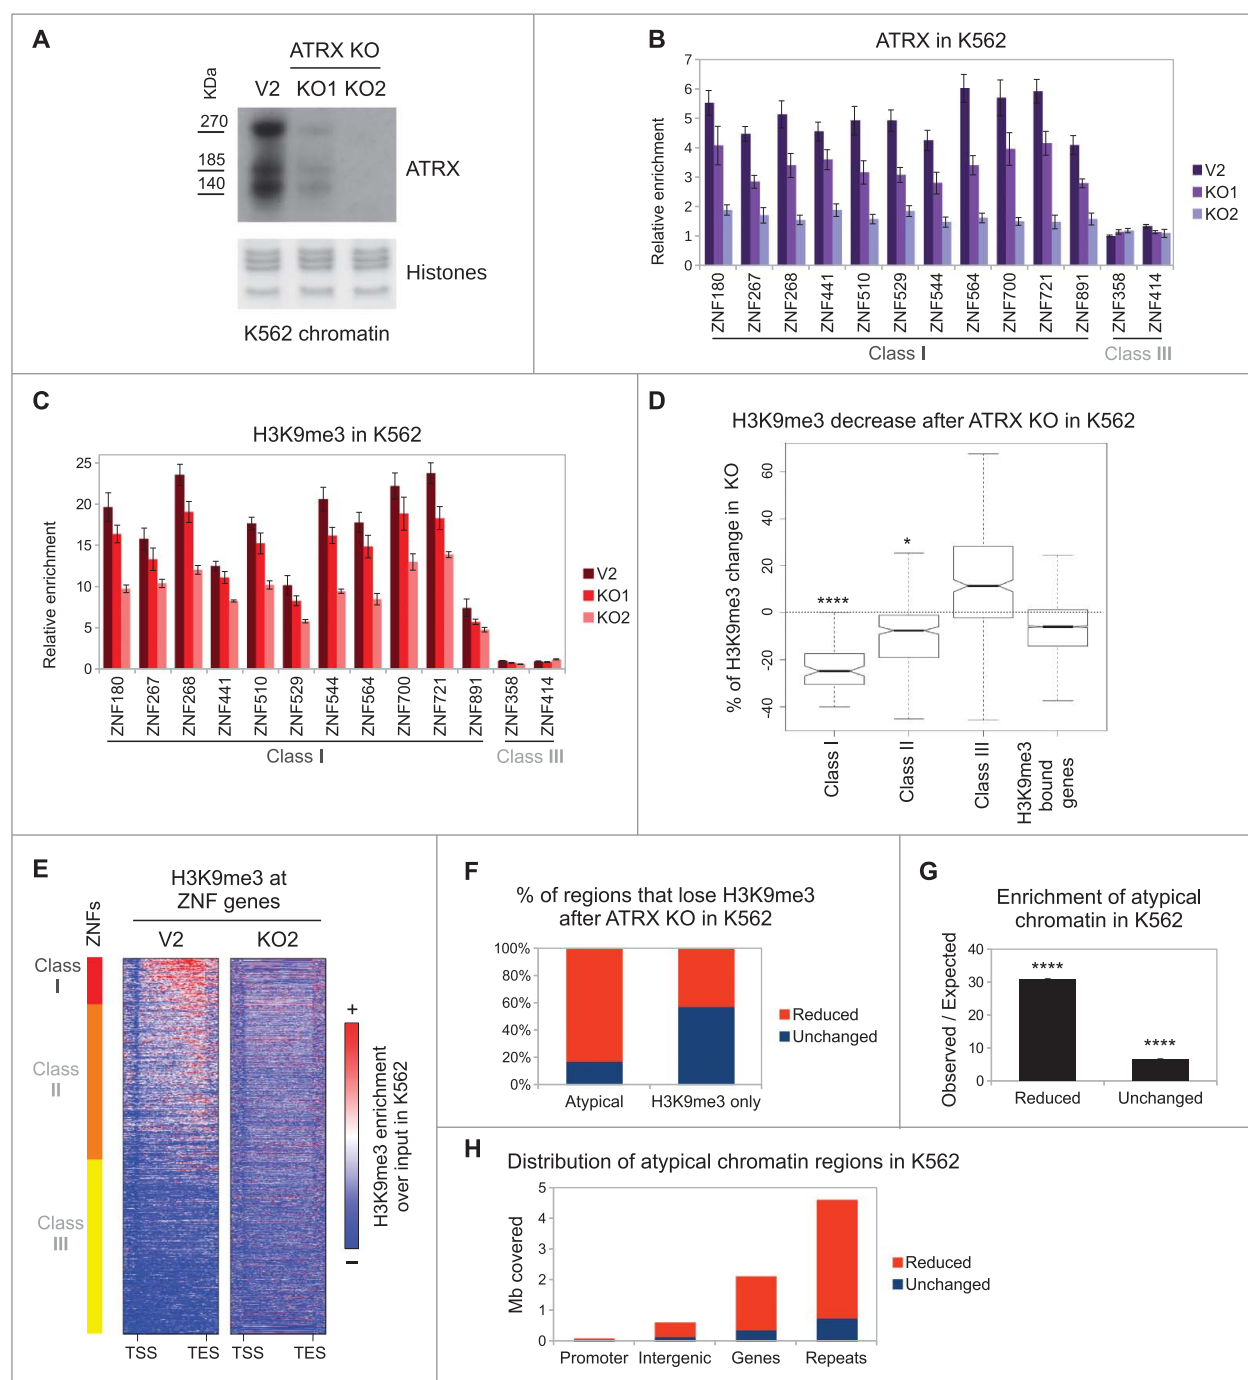 A
ATRX KO
KDa
V2 KO1 KO2
270
185
140
ATRX
Histones
K562 chromatin
B
ATRX in K562
Relative enrichment
7
6
5
4
3
2
1
0
V2
KO1
KO2
ZNF180
ZNF267
ZNF268
ZNF441
ZNF510
ZNF529
ZNF544
ZNF564
ZNF700
ZNF721
ZNF891
ZNF358
ZNF414
Class I
Class III
C
H3K9me3 in K562
Relative enrichment
25
20
15
10
5
0
V2
KO1
KO2
ZNF180
ZNF267
ZNF268
ZNF441
ZNF510
ZNF529
ZNF544
ZNF564
ZNF700
ZNF721
ZNF891
ZNF358
ZNF414
Class I
Class III
D
H3K9me3 decrease after ATRX KO in K562
% of H3K9me3 change in KO
60
40
20
0
-20
-40
****
*
Class I
Class II
Class III
H3K9me3
bound
genes
E
H3K9me3 at
ZNF genes
ZNFs
V2
KO2
Class
I
Class
II
Class
III
TSS
TES
TSS
TES
+
−
H3K9me3 enrichment
over input in K562
F
% of regions that lose H3K9me3
after ATRX KO in K562
100%
80%
60%
40%
20%
0%
Atypical
H3K9me3 only
Reduced
Unchanged
G
Enrichment of atypical
chromatin in K562
Observed / Expected
40
30
20
10
0
****
****
Reduced
Unchanged
H
Distribution of atypical chromatin regions in K562
Mb covered
5
4
3
2
1
0
Promoter
Intergenic
Genes
Repeats
Reduced
Unchanged